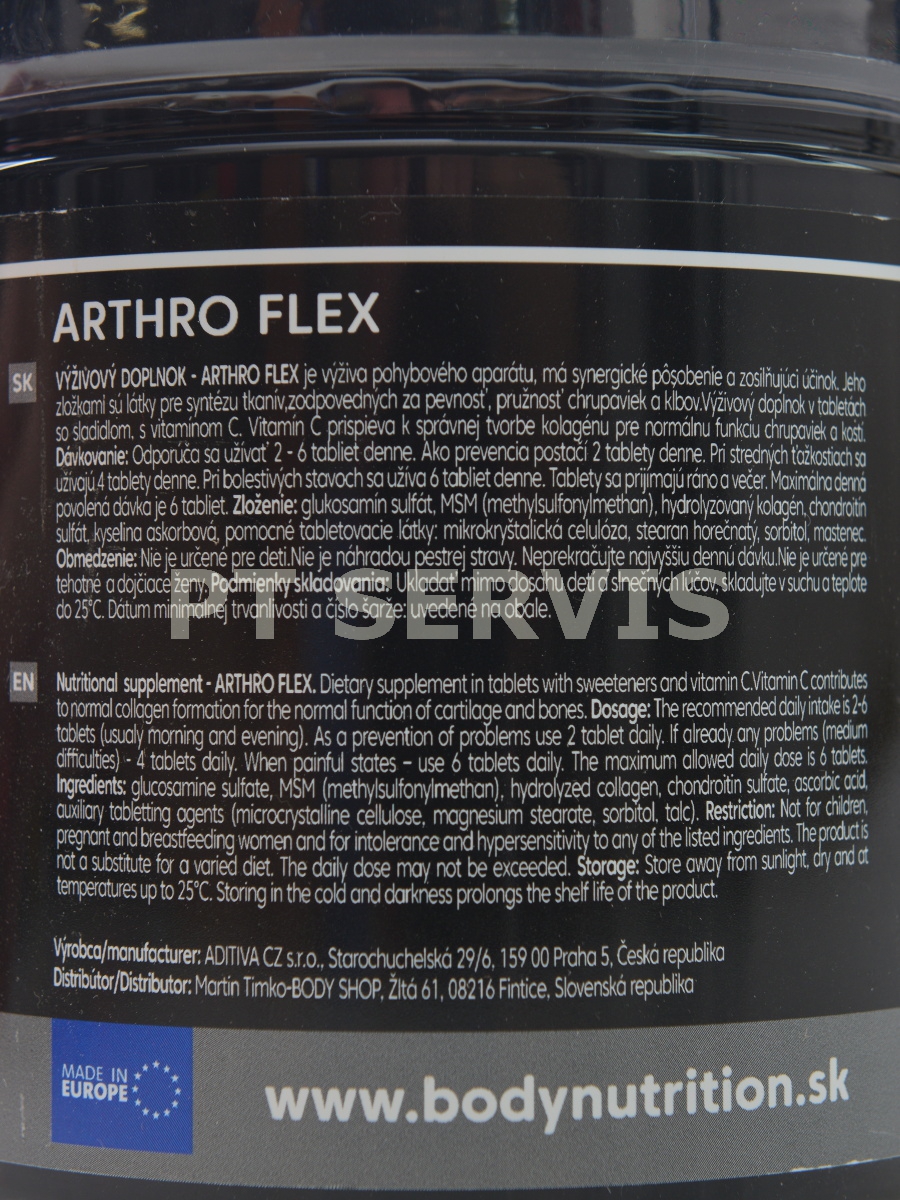 ARTHRO FLEX
SK
VÝŽIVOVÝ DOPLNOK - ARTHRO FLEX je výživa pohybového aparátu, má synergické pôsobenie a zosilňujúci účinok. Jeho
zložkami sú látky pre syntézu tkanív,zodpovedných za pevnosť, pružnosť chrupaviek a kĺbov.Výživový doplnok v tabletách
so sladidlom, s vitamínom C. Vitamín C prispieva k správnej tvorbe kolagénu pre normálnu funkciu chrupaviek a kostí.
Dávkovanie: Odporúča sa užívať 2 - 6 tabliet denne. Ako prevencia postačí 2 tablety denne. Pri stredných ťažkostiach sa
užívajú 4 tablety denne. Pri bolestivých stavoch sa užíva 6 tabliet denne. Tablety sa prijímajú ráno a večer. Maximálna denná
povolená dávka je 6 tabliet. Zloženie: glukosamín sulfát, MSM (methylsulfonylmethan), hydrolyzovaný kolagén, chondroitín
sulfát, kyselina askorbová, pomocné tabletovacie látky: mikrokryštalická celulóza, stearan horečnatý, sorbitol, mastenec.
Obmedzenie: Nie je určené pre deti.Nie je náhradou pestrej stravy. Neprekračujte najvyššiu dennú dávku.Nie je určené pre
tehotné a dojčiace ženy. Podmienky skladovania: Ukladať mimo dosahu detí a slnečných lúčov, skladujte v suchu a teplote
do 25°C. Dátum minimálnej trvanlivosti a číslo šarže: uvedené na obale.
PT SERVIS
EN
Nutritional supplement - ARTHRO FLEX. Dietary supplement in tablets with sweeteners and vitamin C.Vitamin C contributes
to normal collagen formation for the normal function of cartilage and bones. Dosage: The recommended daily intake is 2-6
tablets (usualy morning and evening). As a prevention of problems use 2 tablet daily. If already any problems (medium
difficulties) - 4 tablets daily. When painful states – use 6 tablets daily. The maximum allowed daily dose is 6 tablets.
Ingredients: glucosamine sulfate, MSM (methylsulfonylmethan), hydrolyzed collagen, chondroitin sulfate, ascorbic acid,
auxiliary tabletting agents (microcrystalline cellulose, magnesium stearate, sorbitol, talc). Restriction: Not for children,
pregnant and breastfeeding women and for intolerance and hypersensitivity to any of the listed ingredients. The product is
not a substitute for a varied diet. The daily dose may not be exceeded. Storage: Store away from sunlight, dry and at
temperatures up to 25°C. Storing in the cold and darkness prolongs the shelf life of the product.
Výrobca/manufacturer: ADITIVA CZ s.r.o., Starochuchelská 29/6, 159 00 Praha 5, Česká republika
Distribútor/Distributor: Martin Timko-BODY SHOP, Žltá 61, 08216 Fintice, Slovenská republika
MADE IN
EUROPE
www.bodynutrition.sk